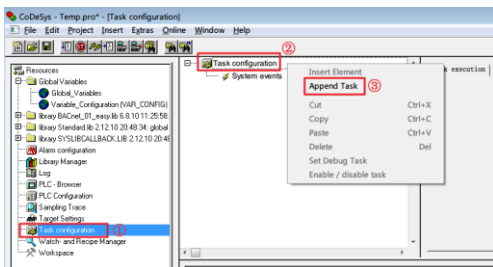 CoDeSys - Temp.pro* - [Task configuration]
File Edit Project Insert Extras Online Window Help
②
Resources
Global Variables
Global_Variables
Variable_Configuration (VAR_CONFIG)
library BACnet_01_easy.lib 6.8.10 11:25:58:
library Standard.lib 2.12.10 20:48:34: global
library SYSLIBCALLBACK.LIB 2.12.10 20:48
Alarm configuration
Library Manager
Log
PLC - Browser
PLC Configuration
Sampling Trace
Target Settings
Task configuration ①
Watch- and Recipe Manager
Workspace
Task configuration
System events
k execution
Insert Element
Append Task ③
Cut Ctrl+X
Copy Ctrl+C
Paste Ctrl+V
Delete Del
Set Debug Task
Enable / disable task